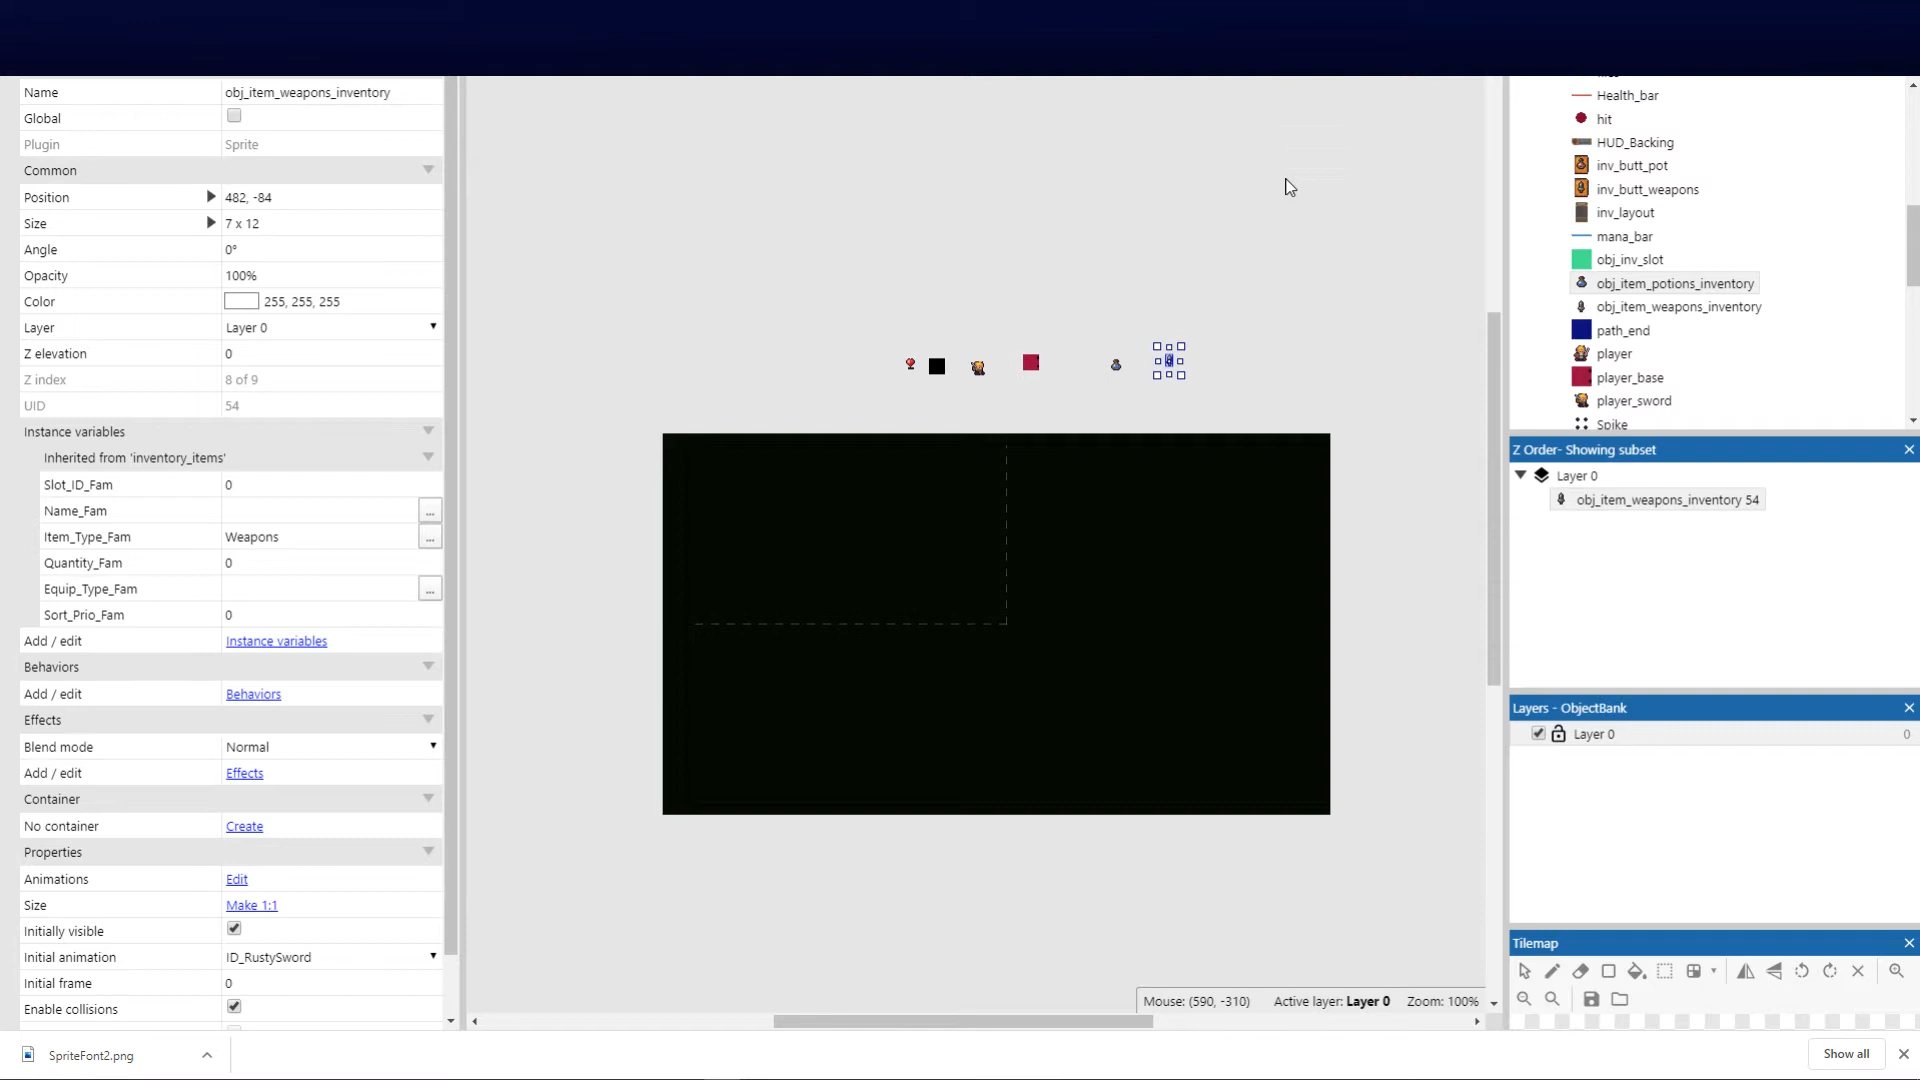 Name obj_item_weapons_inventory
Global
Plugin Sprite
Common
Position 482, -84
Size 7 x 12
Angle 0°
Opacity 100%
Color 255, 255, 255
Layer Layer 0
Z elevation 0
Z index 8 of 9
UID 54
Instance variables
Inherited from 'inventory_items'
Slot_ID_Fam 0
Name_Fam ...
Item_Type_Fam Weapons ...
Quantity_Fam 0
Equip_Type_Fam ...
Sort_Prio_Fam 0
Add / edit Instance variables
Behaviors
Add / edit Behaviors
Effects
Blend mode Normal
Add / edit Effects
Container
No container Create
Properties
Animations Edit
Size Make 1:1
Initially visible
Initial animation ID_RustySword
Initial frame 0
Enable collisions
Mouse: (590, -310) Active layer: Layer 0 Zoom: 100%
Health_bar
hit
HUD_Backing
inv_butt_pot
inv_butt_weapons
inv_layout
mana_bar
obj_inv_slot
obj_item_potions_inventory
obj_item_weapons_inventory
path_end
player
player_base
player_sword
Spike
Z Order- Showing subset
Layer 0
obj_item_weapons_inventory 54
Layers - ObjectBank
Layer 0 0
Tilemap
SpriteFont2.png
Show all